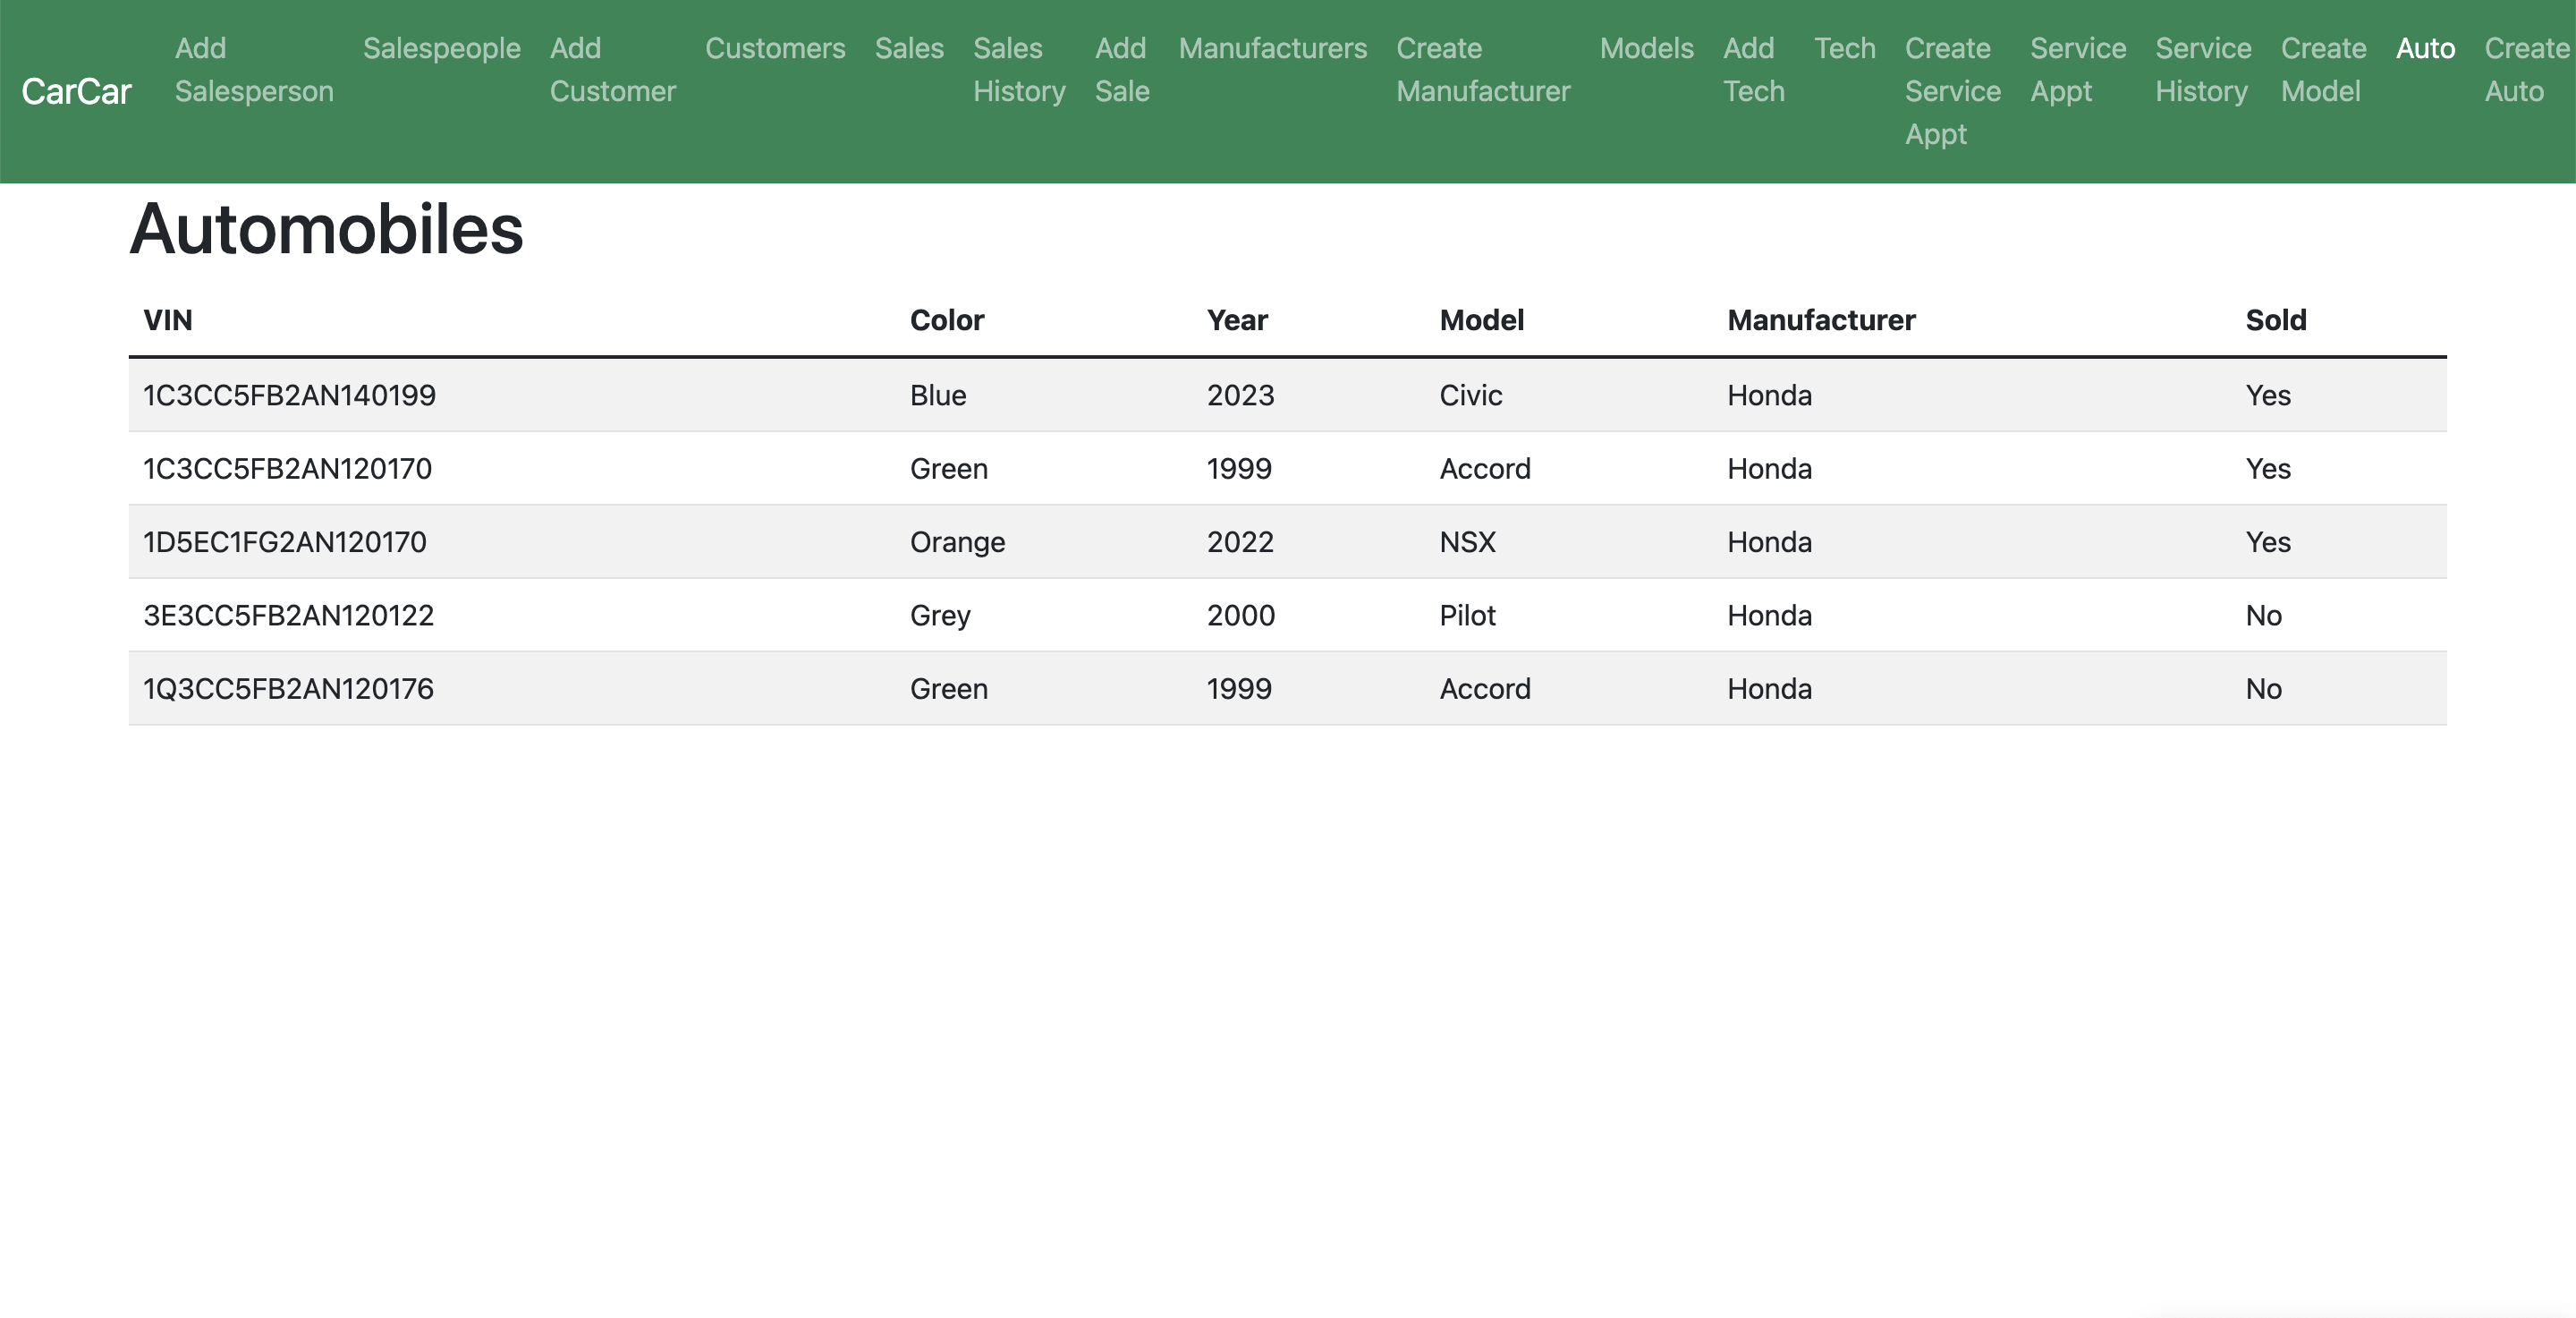 CarCar
Add
Salesperson
Salespeople
Add
Customer
Customers
Sales
Sales
History
Add
Sale
Manufacturers
Create
Manufacturer
Models
Add
Tech
Tech
Create
Service
Appt
Service
Appt
Service
History
Create
Model
Auto
Create
Auto
Automobiles
VIN Color Year Model Manufacturer Sold
1C3CC5FB2AN140199 Blue 2023 Civic Honda Yes
1C3CC5FB2AN120170 Green 1999 Accord Honda Yes
1D5EC1FG2AN120170 Orange 2022 NSX Honda Yes
3E3CC5FB2AN120122 Grey 2000 Pilot Honda No
1Q3CC5FB2AN120176 Green 1999 Accord Honda No